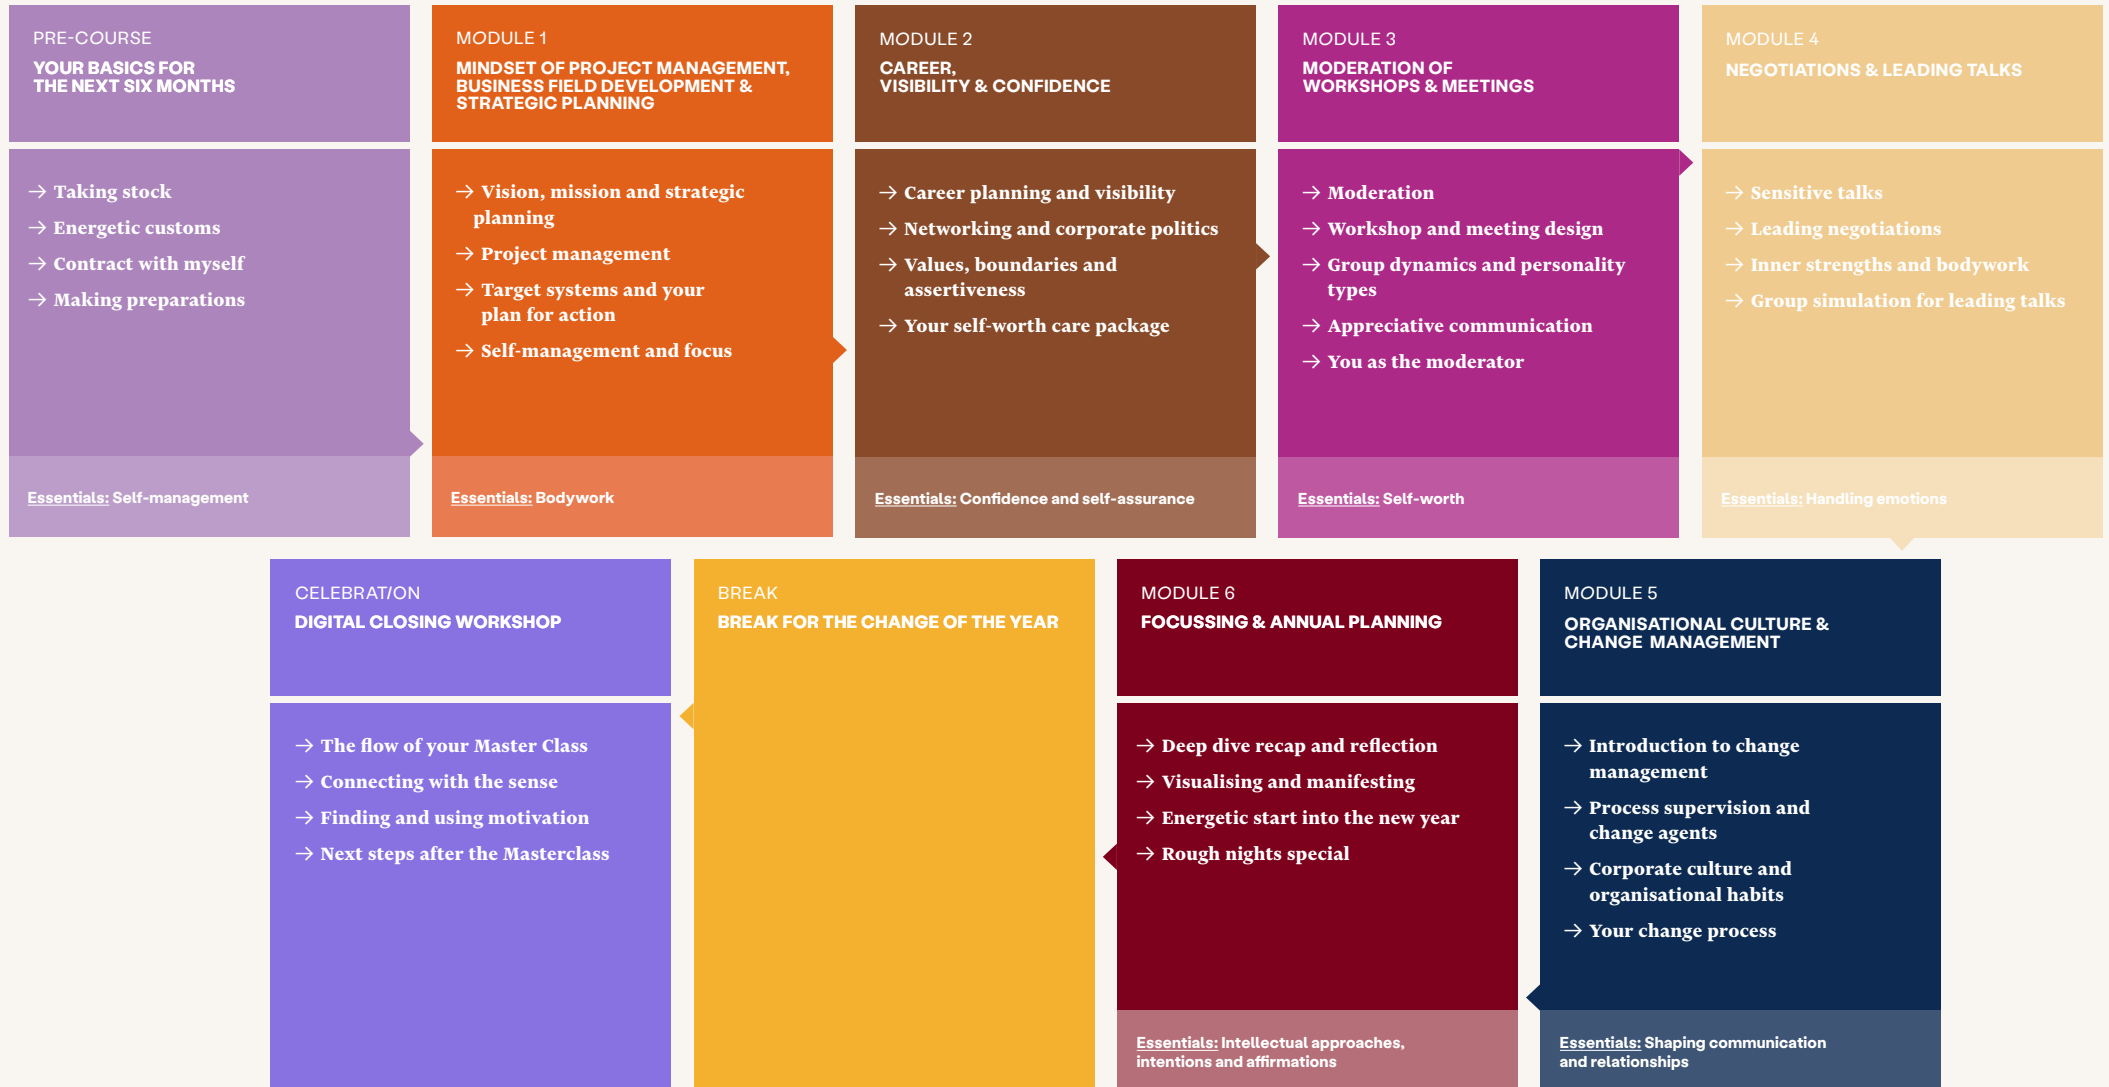 PRE-COURSE
YOUR BASICS FOR
THE NEXT SIX MONTHS
→ Taking stock
→ Energetic customs
→ Contract with myself
→ Making preparations
Essentials: Self-management
MODULE 1
MINDSET OF PROJECT MANAGEMENT,
BUSINESS FIELD DEVELOPMENT &
STRATEGIC PLANNING
→ Vision, mission and strategic
planning
→ Project management
→ Target systems and your
plan for action
→ Self-management and focus
Essentials: Bodywork
MODULE 2
CAREER,
VISIBILITY & CONFIDENCE
→ Career planning and visibility
→ Networking and corporate politics
→ Values, boundaries and
assertiveness
→ Your self-worth care package
Essentials: Confidence and self-assurance
MODULE 3
MODERATION OF
WORKSHOPS & MEETINGS
→ Moderation
→ Workshop and meeting design
→ Group dynamics and personality
types
→ Appreciative communication
→ You as the moderator
Essentials: Self-worth
MODULE 4
NEGOTIATIONS & LEADING TALKS
→ Sensitive talks
→ Leading negotiations
→ Inner strengths and bodywork
→ Group simulation for leading talks
Essentials: Handling emotions
MODULE 5
ORGANISATIONAL CULTURE &
CHANGE MANAGEMENT
→ Introduction to change
management
→ Process supervision and
change agents
→ Corporate culture and
organisational habits
→ Your change process
Essentials: Shaping communication
and relationships
MODULE 6
FOCUSSING & ANNUAL PLANNING
→ Deep dive recap and reflection
→ Visualising and manifesting
→ Energetic start into the new year
→ Rough nights special
Essentials: Intellectual approaches,
intentions and affirmations
BREAK
BREAK FOR THE CHANGE OF THE YEAR
CELEBRATION
DIGITAL CLOSING WORKSHOP
→ The flow of your Master Class
→ Connecting with the sense
→ Finding and using motivation
→ Next steps after the Masterclass